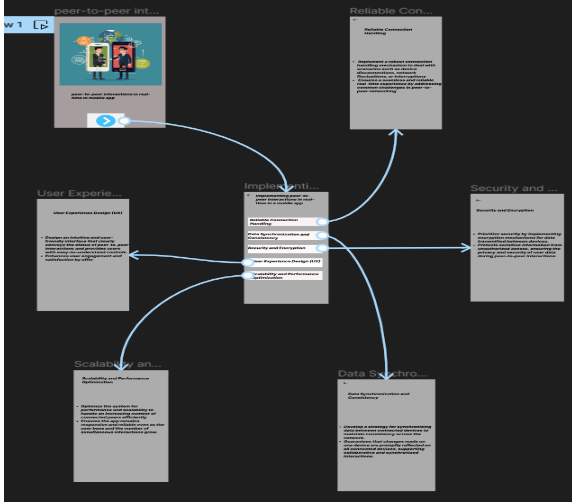 peer-to-peer int...
w 1
peer-to-peer interactions in real-
time in mobile app
Reliable Con...
Reliable Connection
Handling
Implement a robust connection
handling mechanism to deal with
scenarios such as device
disconnections, network
fluctuations, or interruptions
Ensures a seamless and reliable
real-time experience by addressing
common challenges in peer-to-
peer networking
Implementi...
Implementing peer-to-
peer interactions in real-
time in a mobile app
Reliable Connection
Handling
Data Synchronization and
Consistency
Security and Encryption
User Experience Design (UX)
Scalability and Performance
Optimization
User Experie...
User Experience Design (UX)
Design an intuitive and user-
friendly interface that clearly
conveys the status of peer-to-peer
interactions and provides users
with easy-to-understand controls
Enhances user engagement and
satisfaction by offer
Security and ...
Security and Encryption
Prioritize security by implementing
encryption mechanisms for data
transmitted between devices.
Protects sensitive information from
unauthorized access, ensuring the
privacy and security of user data
during peer-to-peer interactions.
Scalability an...
Scalability and Performance
Optimization
Optimize the system for
performance and scalability to
handle an increasing number of
connected peers efficiently.
Ensures the app remains
responsive and reliable even as the
user base and the number of
simultaneous interactions grow.
Data Synchro...
Data Synchronization and
Consistency
Develop a strategy for synchronizing
data between connected devices to
maintain consistency across the
network.
Guarantees that changes made on
one device are promptly reflected on
all connected devices, supporting
collaborative and synchronized
interactions.